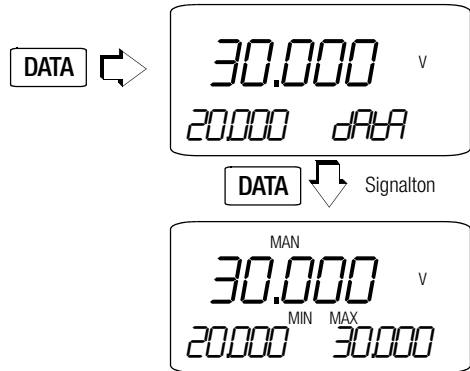 DATA
30.000 V
20.000 dAtA
DATA Signalton
MAN
30.000 V
MIN MAX
20.000 30.000